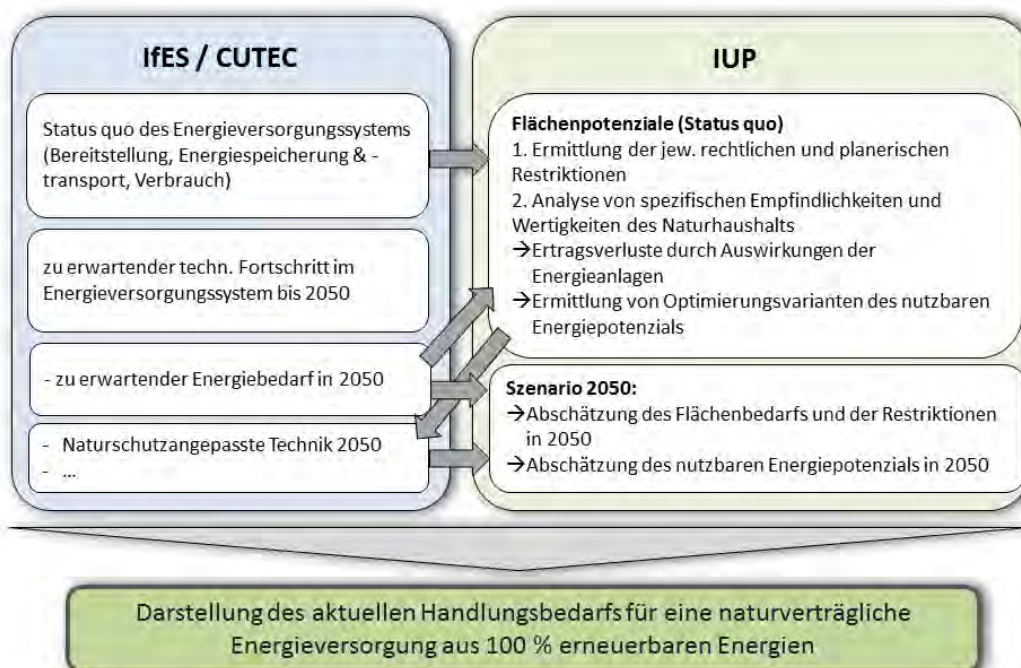 IfES / CUTEC
Status quo des Energieversorgungssystems
(Bereitstellung, Energiespeicherung & -
transport, Verbrauch)
zu erwartender techn. Fortschritt im
Energieversorgungssystem bis 2050
- zu erwartender Energiebedarf in 2050
- Naturschutzangepasste Technik 2050
- ...
IUP
Flächenpotenziale (Status quo)
1. Ermittlung der jew. rechtlichen und planerischen
Restriktionen
2. Analyse von spezifischen Empfindlichkeiten und
Wertigkeiten des Naturhaushalts
→Ertragsverluste durch Auswirkungen der
Energieanlagen
→Ermittlung von Optimierungsvarianten des nutzbaren
Energiepotenzials
Szenario 2050:
→Abschätzung des Flächenbedarfs und der Restriktionen
in 2050
→Abschätzung des nutzbaren Energiepotenzials in 2050
Darstellung des aktuellen Handlungsbedarfs für eine naturverträgliche
Energieversorgung aus 100 % erneuerbaren Energien